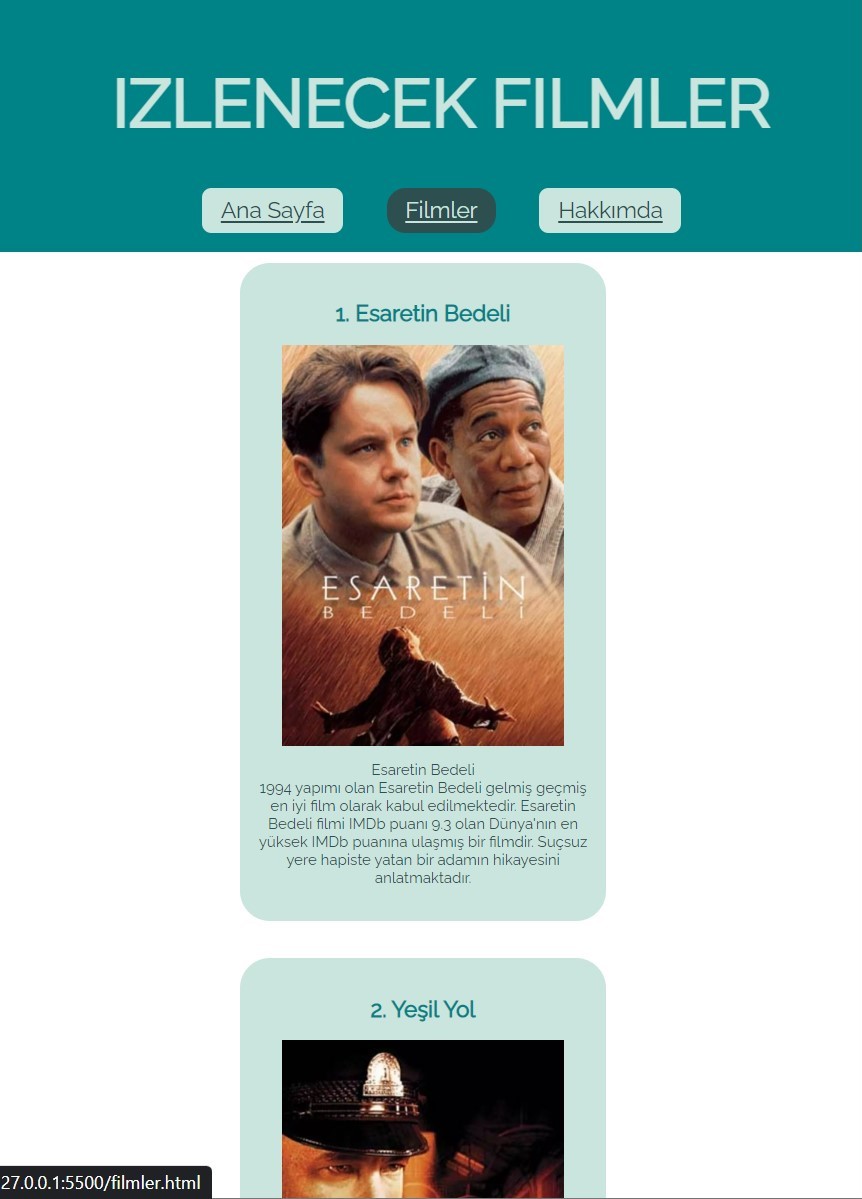 IZLENECEK FILMLER
Ana Sayfa Filmler Hakkımda
1. Esaretin Bedeli
ESARETİN
BEDELİ
Esaretin Bedeli
1994 yapımı olan Esaretin Bedeli gelmiş geçmiş
en iyi film olarak kabul edilmektedir. Esaretin
Bedeli filmi IMDb puanı 9.3 olan Dünya'nın en
yüksek IMDb puanına ulaşmış bir filmdir. Suçsuz
yere hapiste yatan bir adamın hikayesini
anlatmaktadır.
2. Yeşil Yol
27.0.0.1:5500/filmler.html